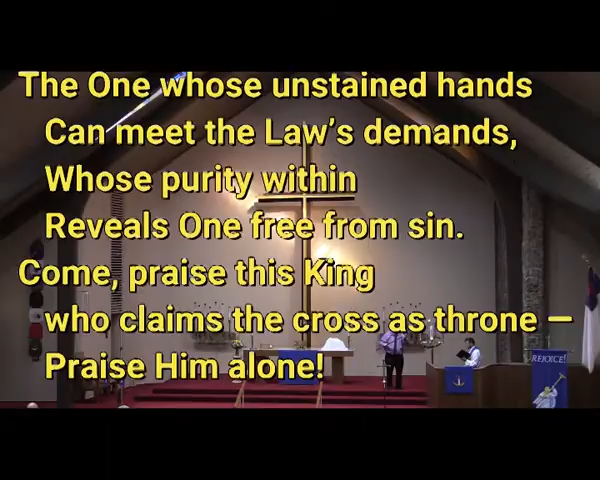 The One whose unstained hands
Can meet the Law’s demands,
Whose purity within
Reveals One free from sin.
Come, praise this King
who claims the cross as throne —
Praise Him alone!
REJOICE!